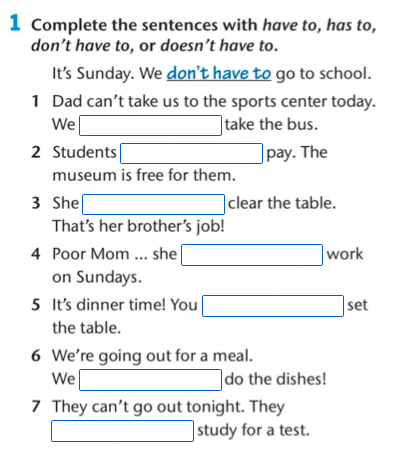 1 Complete the sentences with have to, has to,
don't have to, or doesn't have to.
It's Sunday. We don't have to go to school.
1 Dad can't take us to the sports center today.
We take the bus.
2 Students pay. The
museum is free for them.
3 She clear the table.
That's her brother's job!
4 Poor Mom ... she work
on Sundays.
5 It's dinner time! You set
the table.
6 We're going out for a meal.
We do the dishes!
7 They can't go out tonight. They
study for a test.